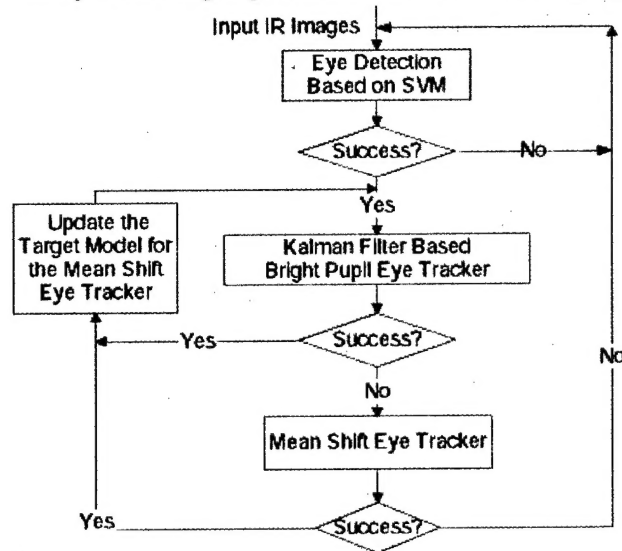 Input IR Images
Eye Detection
Based on SVM
Success?
No
Yes
Update the
Target Model for
the Mean Shift
Eye Tracker
Kalman Filter Based
Bright Pupil Eye Tracker
Yes
Success?
No
No
Mean Shift Eye Tracker
Yes
Success?